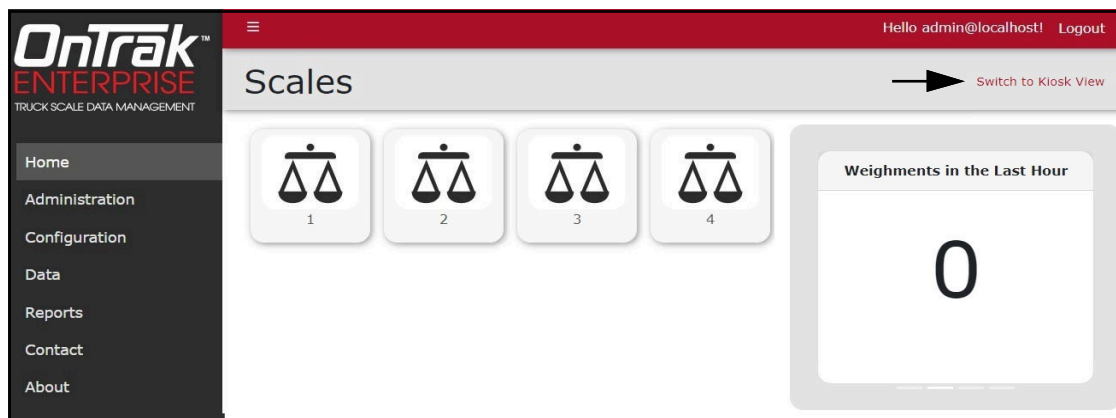 OnTrak™
ENTERPRISE
TRUCK SCALE DATA MANAGEMENT
Home
Administration
Configuration
Data
Reports
Contact
About
Hello admin@localhost! Logout
Scales
Switch to Kiosk View
1 2 3 4
Weighments in the Last Hour
0